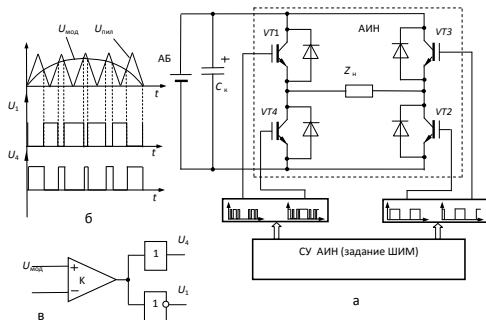 Uмод Uпил
t
U1
t
U4
t
б
АБ
+
Cк
VT1
АИН
VT3
Zн
VT4
VT2
СУ АИН (задание ШИМ)
а
Uмод
+
−
K
1
U4
1
U1
в